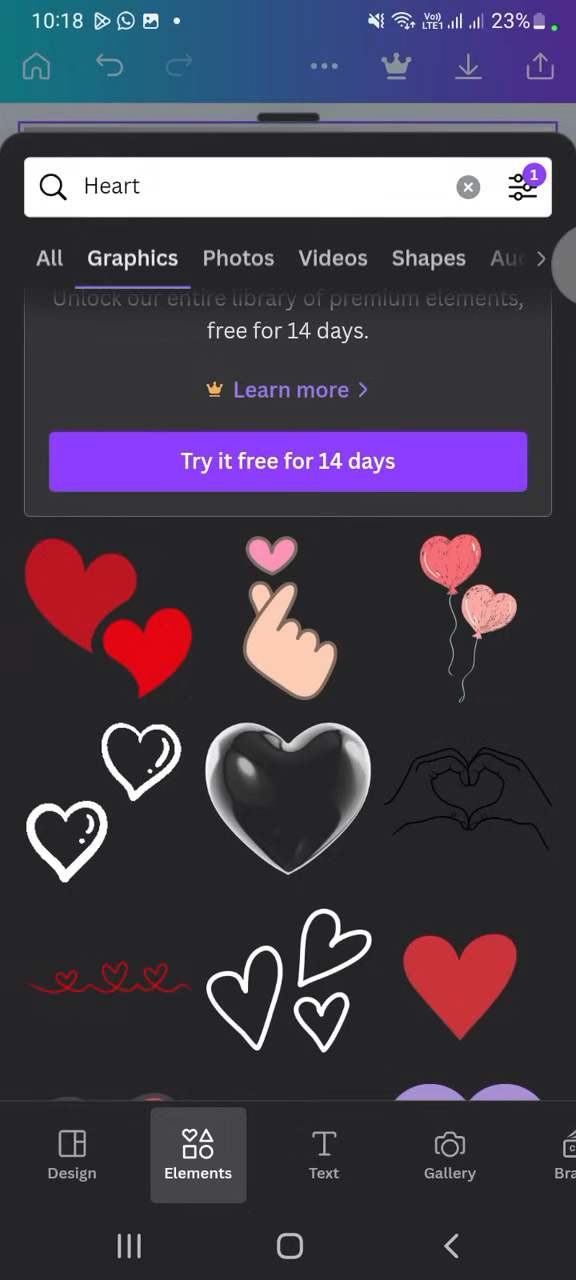 10:18
Vo))
LTE1
23%
Heart
1
All Graphics Photos Videos Shapes
Unlock our entire library of premium elements,
free for 14 days.
Learn more
Try it free for 14 days
Design Elements Text Gallery